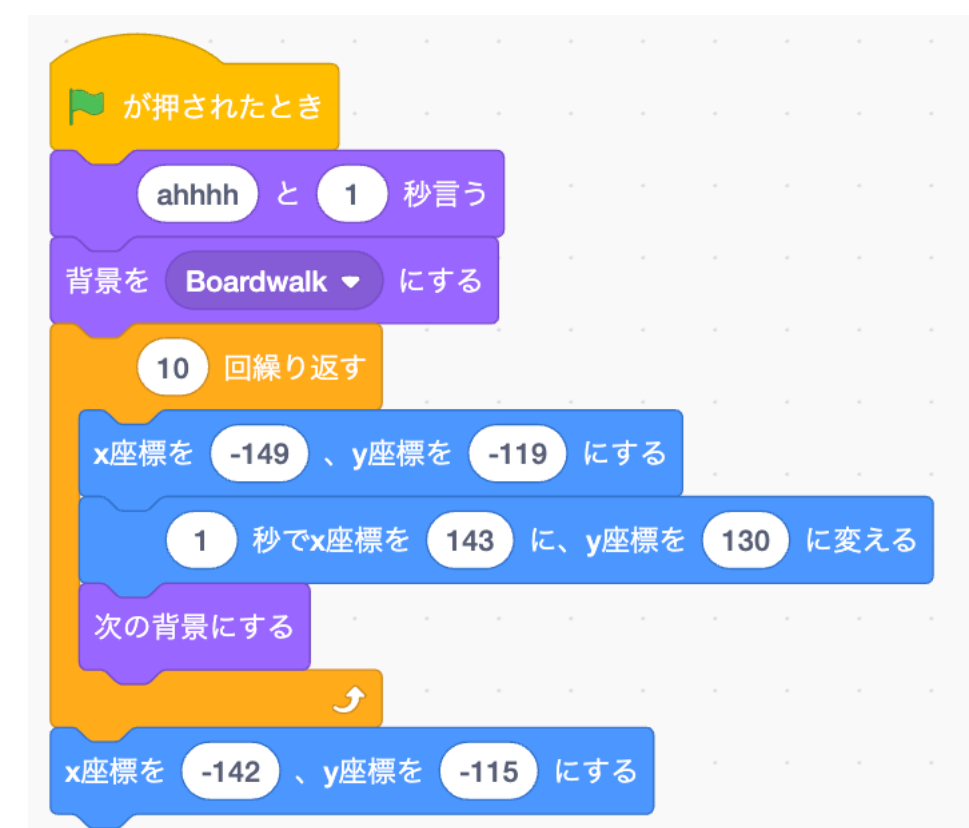 が押されたとき
ahhhh と 1 秒言う
背景を Boardwalk にする
10 回繰り返す
x座標を -149 、y座標を -119 にする
1 秒でx座標を 143 に、y座標を 130 に変える
次の背景にする
x座標を -142 、y座標を -115 にする